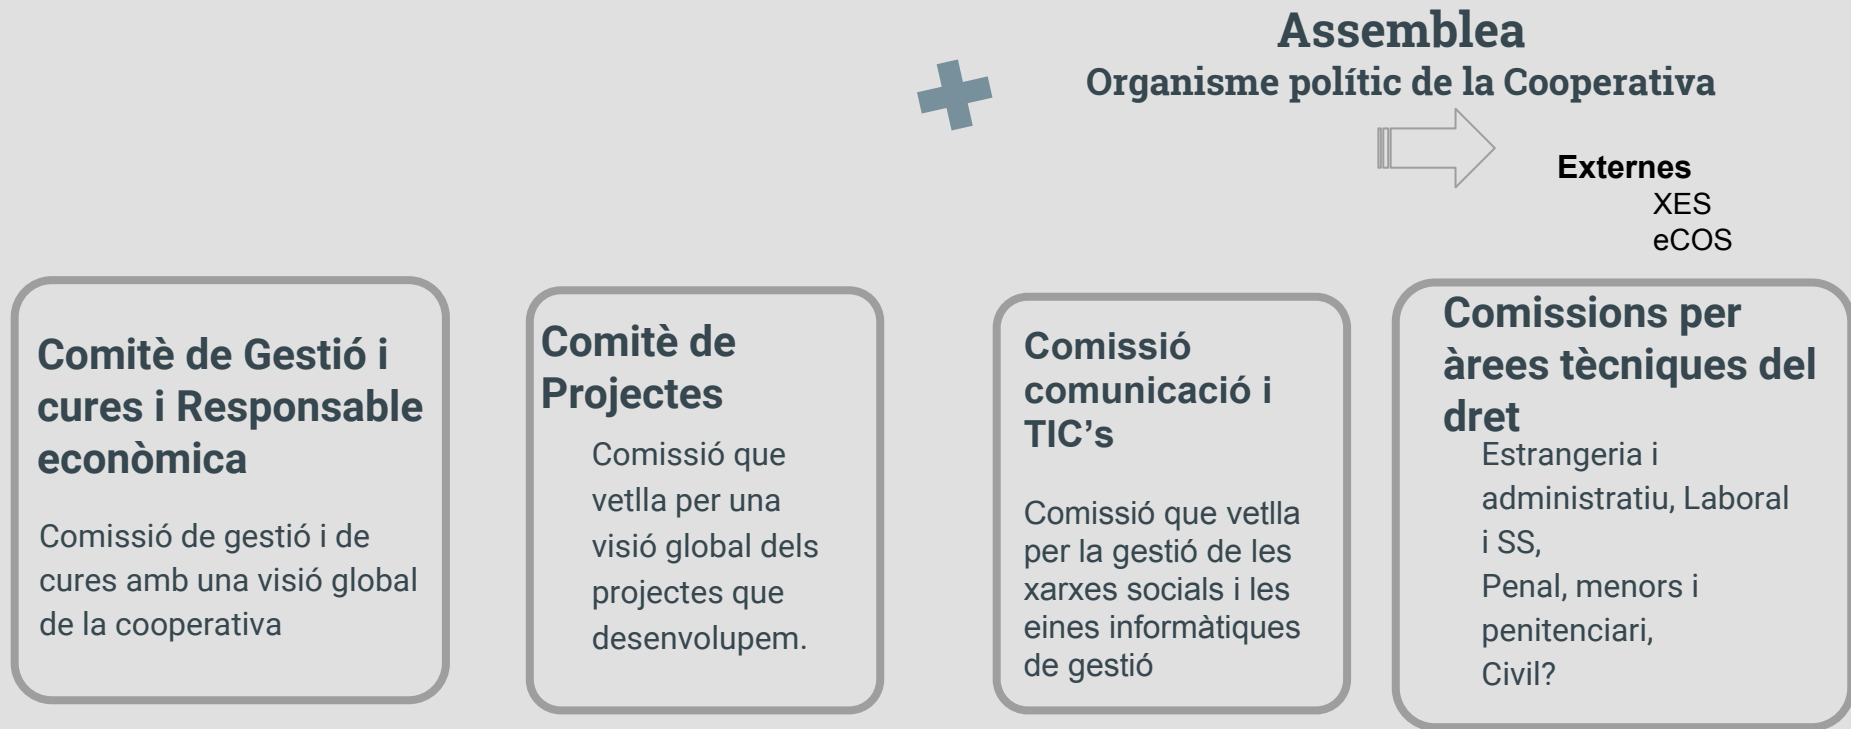 Assemblea
Organisme polític de la Cooperativa
Externes
XES
eCOS
Comitè de Gestió i
cures i Responsable
econòmica
Comissió de gestió i de
cures amb una visió global
de la cooperativa
Comitè de
Projectes
Comissió que
vetlla per una
visió global dels
projectes que
desenvolupem.
Comissió
comunicació i
TIC’s
Comissió que vetlla
per la gestió de les
xarxes socials i les
eines informàtiques
de gestió
Comissions per
àrees tècniques del
dret
Estrangeria i
administratiu, Laboral
i SS,
Penal, menors i
penitenciari,
Civil?